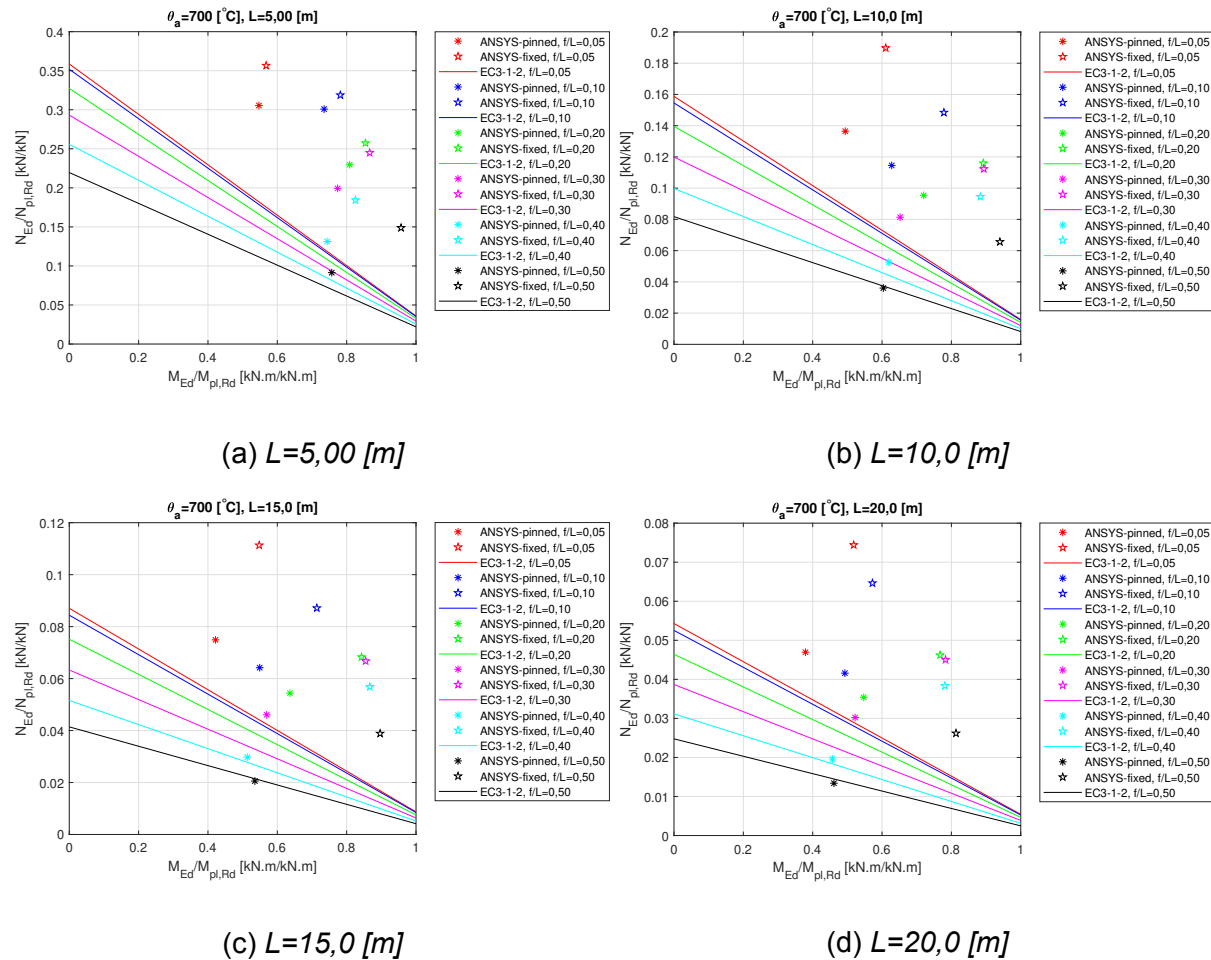 θ_a=700 [°C], L=5,00 [m]
N_Ed/N_pl,Rd [kN/kN]
0.4
0.35
0.3
0.25
0.2
0.15
0.1
0.05
0
0 0.2 0.4 0.6 0.8 1
M_Ed/M_pl,Rd [kN.m/kN.m]
ANSYS-pinned, f/L=0,05
ANSYS-fixed, f/L=0,05
EC3-1-2, f/L=0,05
ANSYS-pinned, f/L=0,10
ANSYS-fixed, f/L=0,10
EC3-1-2, f/L=0,10
ANSYS-pinned, f/L=0,20
ANSYS-fixed, f/L=0,20
EC3-1-2, f/L=0,20
ANSYS-pinned, f/L=0,30
ANSYS-fixed, f/L=0,30
EC3-1-2, f/L=0,30
ANSYS-pinned, f/L=0,40
ANSYS-fixed, f/L=0,40
EC3-1-2, f/L=0,40
ANSYS-pinned, f/L=0,50
ANSYS-fixed, f/L=0,50
EC3-1-2, f/L=0,50
(a) L=5,00 [m]
θ_a=700 [°C], L=10,0 [m]
N_Ed/N_pl,Rd [kN/kN]
0.2
0.18
0.16
0.14
0.12
0.1
0.08
0.06
0.04
0.02
0
0 0.2 0.4 0.6 0.8 1
M_Ed/M_pl,Rd [kN.m/kN.m]
ANSYS-pinned, f/L=0,05
ANSYS-fixed, f/L=0,05
EC3-1-2, f/L=0,05
ANSYS-pinned, f/L=0,10
ANSYS-fixed, f/L=0,10
EC3-1-2, f/L=0,10
ANSYS-pinned, f/L=0,20
ANSYS-fixed, f/L=0,20
EC3-1-2, f/L=0,20
ANSYS-pinned, f/L=0,30
ANSYS-fixed, f/L=0,30
EC3-1-2, f/L=0,30
ANSYS-pinned, f/L=0,40
ANSYS-fixed, f/L=0,40
EC3-1-2, f/L=0,40
ANSYS-pinned, f/L=0,50
ANSYS-fixed, f/L=0,50
EC3-1-2, f/L=0,50
(b) L=10,0 [m]
θ_a=700 [°C], L=15,0 [m]
N_Ed/N_pl,Rd [kN/kN]
0.12
0.1
0.08
0.06
0.04
0.02
0
0 0.2 0.4 0.6 0.8 1
M_Ed/M_pl,Rd [kN.m/kN.m]
ANSYS-pinned, f/L=0,05
ANSYS-fixed, f/L=0,05
EC3-1-2, f/L=0,05
ANSYS-pinned, f/L=0,10
ANSYS-fixed, f/L=0,10
EC3-1-2, f/L=0,10
ANSYS-pinned, f/L=0,20
ANSYS-fixed, f/L=0,20
EC3-1-2, f/L=0,20
ANSYS-pinned, f/L=0,30
ANSYS-fixed, f/L=0,30
EC3-1-2, f/L=0,30
ANSYS-pinned, f/L=0,40
ANSYS-fixed, f/L=0,40
EC3-1-2, f/L=0,40
ANSYS-pinned, f/L=0,50
ANSYS-fixed, f/L=0,50
EC3-1-2, f/L=0,50
(c) L=15,0 [m]
θ_a=700 [°C], L=20,0 [m]
N_Ed/N_pl,Rd [kN/kN]
0.08
0.07
0.06
0.05
0.04
0.03
0.02
0.01
0
0 0.2 0.4 0.6 0.8 1
M_Ed/M_pl,Rd [kN.m/kN.m]
ANSYS-pinned, f/L=0,05
ANSYS-fixed, f/L=0,05
EC3-1-2, f/L=0,05
ANSYS-pinned, f/L=0,10
ANSYS-fixed, f/L=0,10
EC3-1-2, f/L=0,10
ANSYS-pinned, f/L=0,20
ANSYS-fixed, f/L=0,20
EC3-1-2, f/L=0,20
ANSYS-pinned, f/L=0,30
ANSYS-fixed, f/L=0,30
EC3-1-2, f/L=0,30
ANSYS-pinned, f/L=0,40
ANSYS-fixed, f/L=0,40
EC3-1-2, f/L=0,40
ANSYS-pinned, f/L=0,50
ANSYS-fixed, f/L=0,50
EC3-1-2, f/L=0,50
(d) L=20,0 [m]